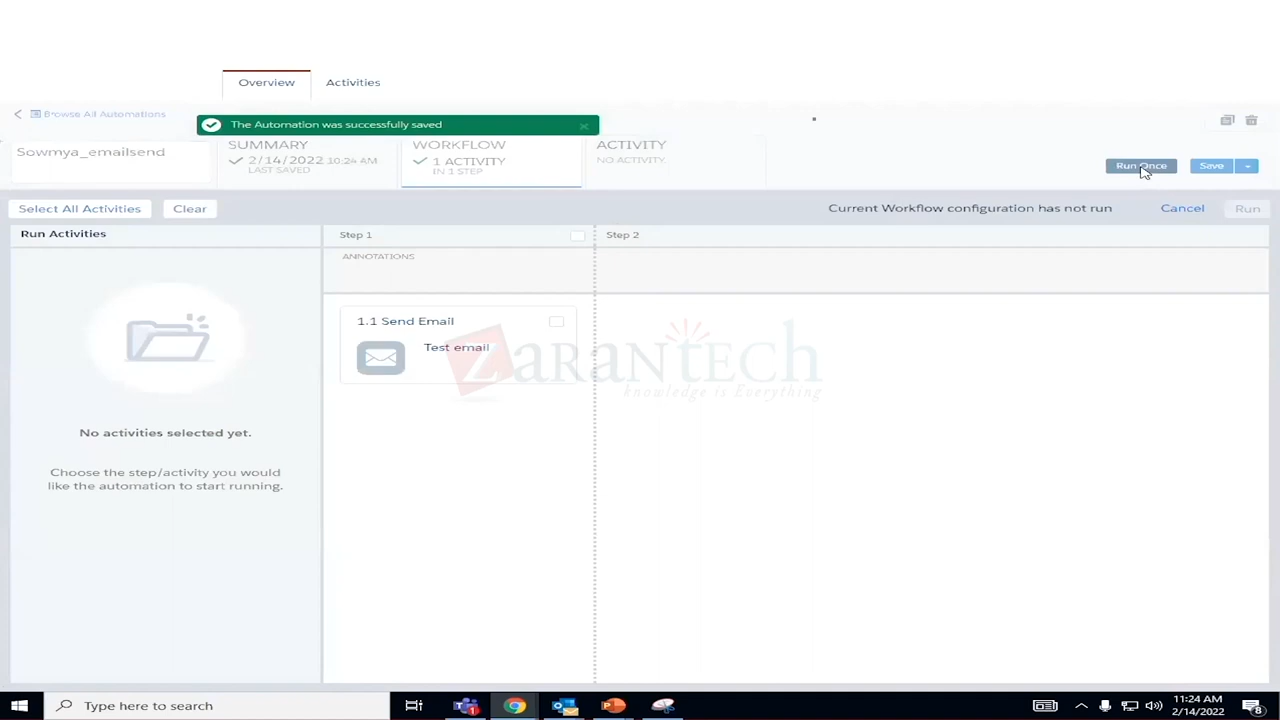 Overview
Activities
Browse All Automations
The Automation was successfully saved
Sowmya_emailsend
SUMMARY
2/14/2022 10:24 AM
LAST SAVED
WORKFLOW
1 ACTIVITY
IN 1 STEP
ACTIVITY
NO ACTIVITY.
Run Once
Save
Select All Activities
Clear
Current Workflow configuration has not run
Cancel
Run
Run Activities
Step 1
Step 2
ANNOTATIONS
1.1 Send Email
Test email
ZARANTECH
knowledge is Everything
No activities selected yet.
Choose the step/activity you would
like the automation to start running.
Type here to search
1
11:24 AM
2/14/2022
8